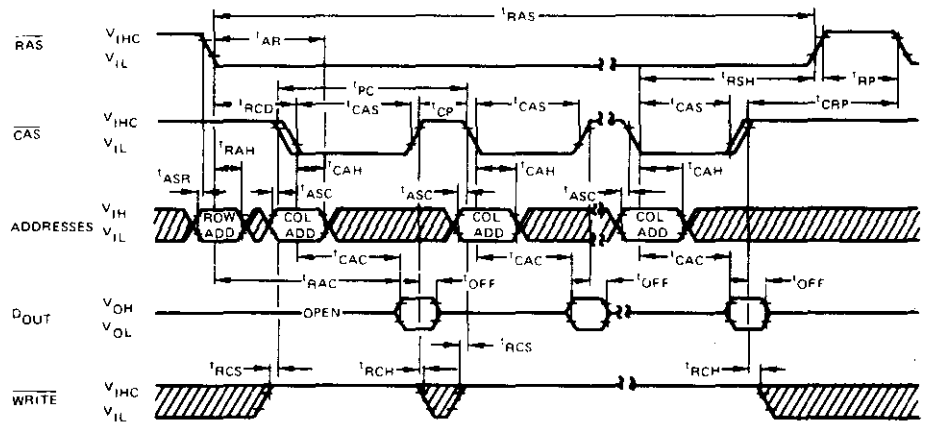 tRAS
RAS VIHC
VIL
tAR
tRSH
tRP
tPC
tRCD
tCAS
tCP
tCAS
tCAS
tCRP
CAS VIHC
VIL
tRAH
tCAH
tCAH
tCAH
tASR
tASC
tASC
tASC
ADDRESSES VIH
VIL
ROW ADD
COL ADD
COL ADD
COL ADD
tCAC
tCAC
tCAC
tRAC
tOFF
tOFF
tOFF
DOUT VOH
VOL
OPEN
tRCS
tRCS
tRCH
tRCH
WRITE VIHC
VIL